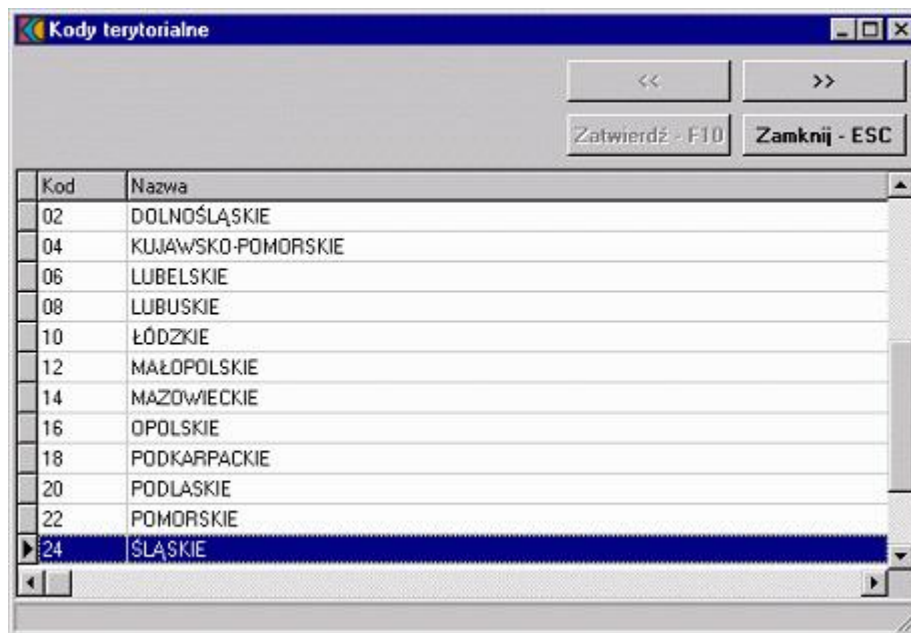 Kody terytorialne
<< >>
Zatwierdź - F10 Zamknij - ESC
Kod Nazwa
02 DOLNOŚLĄSKIE
04 KUJAWSKO-POMORSKIE
06 LUBELSKIE
08 LUBUSKIE
10 ŁÓDZKIE
12 MAŁOPOLSKIE
14 MAZOWIECKIE
16 OPOLSKIE
18 PODKARPACKIE
20 PODLASKIE
22 POMORSKIE
24 ŚLĄSKIE